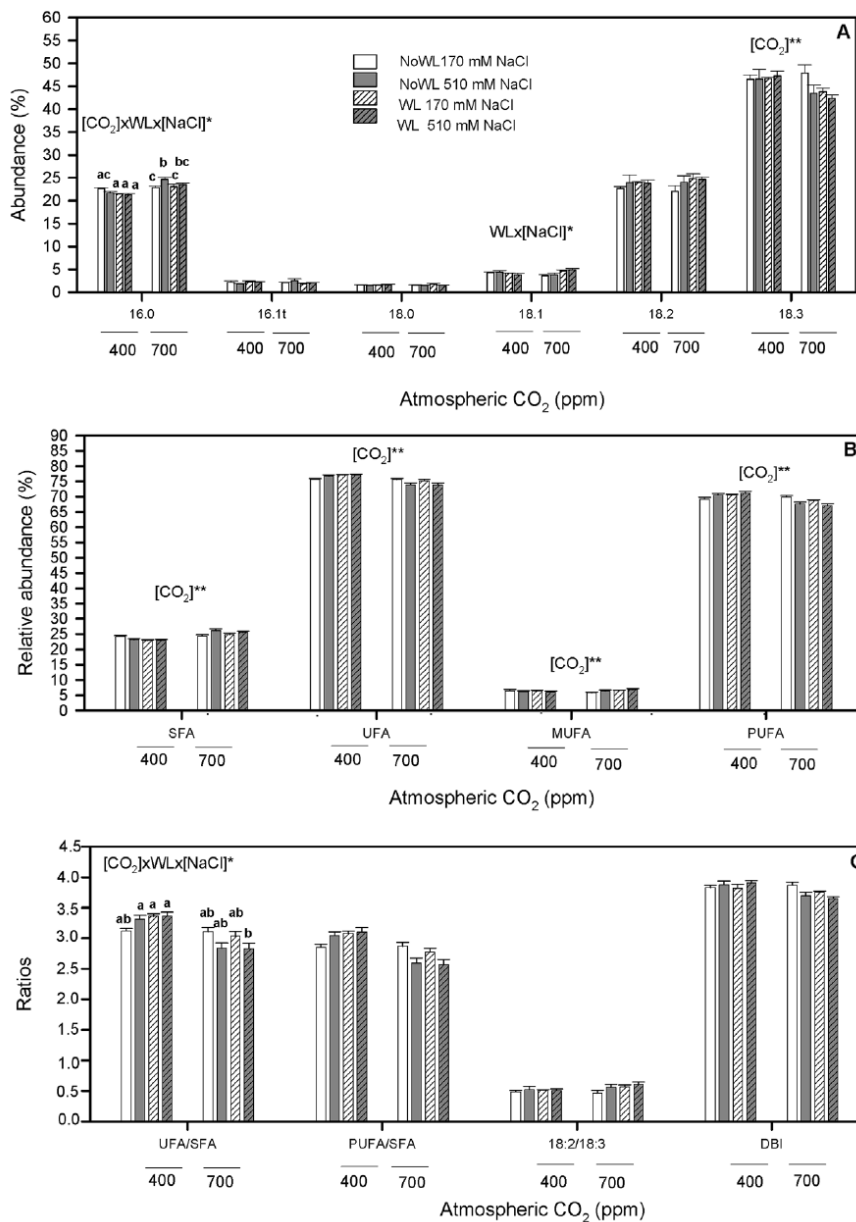 A
60
55
50
45
40
35
30
25
20
15
10
5
0
Abundance (%)
NoWL170 mM NaCl
NoWL 510 mM NaCl
WL 170 mM NaCl
WL 510 mM NaCl
[CO₂]**
[CO₂]xWLx[NaCl]*
ac a a a c b c bc
WLx[NaCl]*
16.0 16.1t 18.0 18.1 18.2 18.3
400 700 400 700 400 700 400 700 400 700 400 700
Atmospheric CO₂ (ppm)
B
90
85
80
75
70
65
60
55
50
45
40
35
30
25
20
15
10
5
0
Relative abundance (%)
[CO₂]** [CO₂]** [CO₂]** [CO₂]**
SFA UFA MUFA PUFA
400 700 400 700 400 700 400 700
Atmospheric CO₂ (ppm)
4.5
4.0
3.5
3.0
2.5
2.0
1.5
1.0
0.5
0.0
Ratios
[CO₂]xWLx[NaCl]*
ab a a a ab ab ab b
UFA/SFA PUFA/SFA 18:2/18:3 DBI
400 700 400 700 400 700 400 700
Atmospheric CO₂ (ppm)